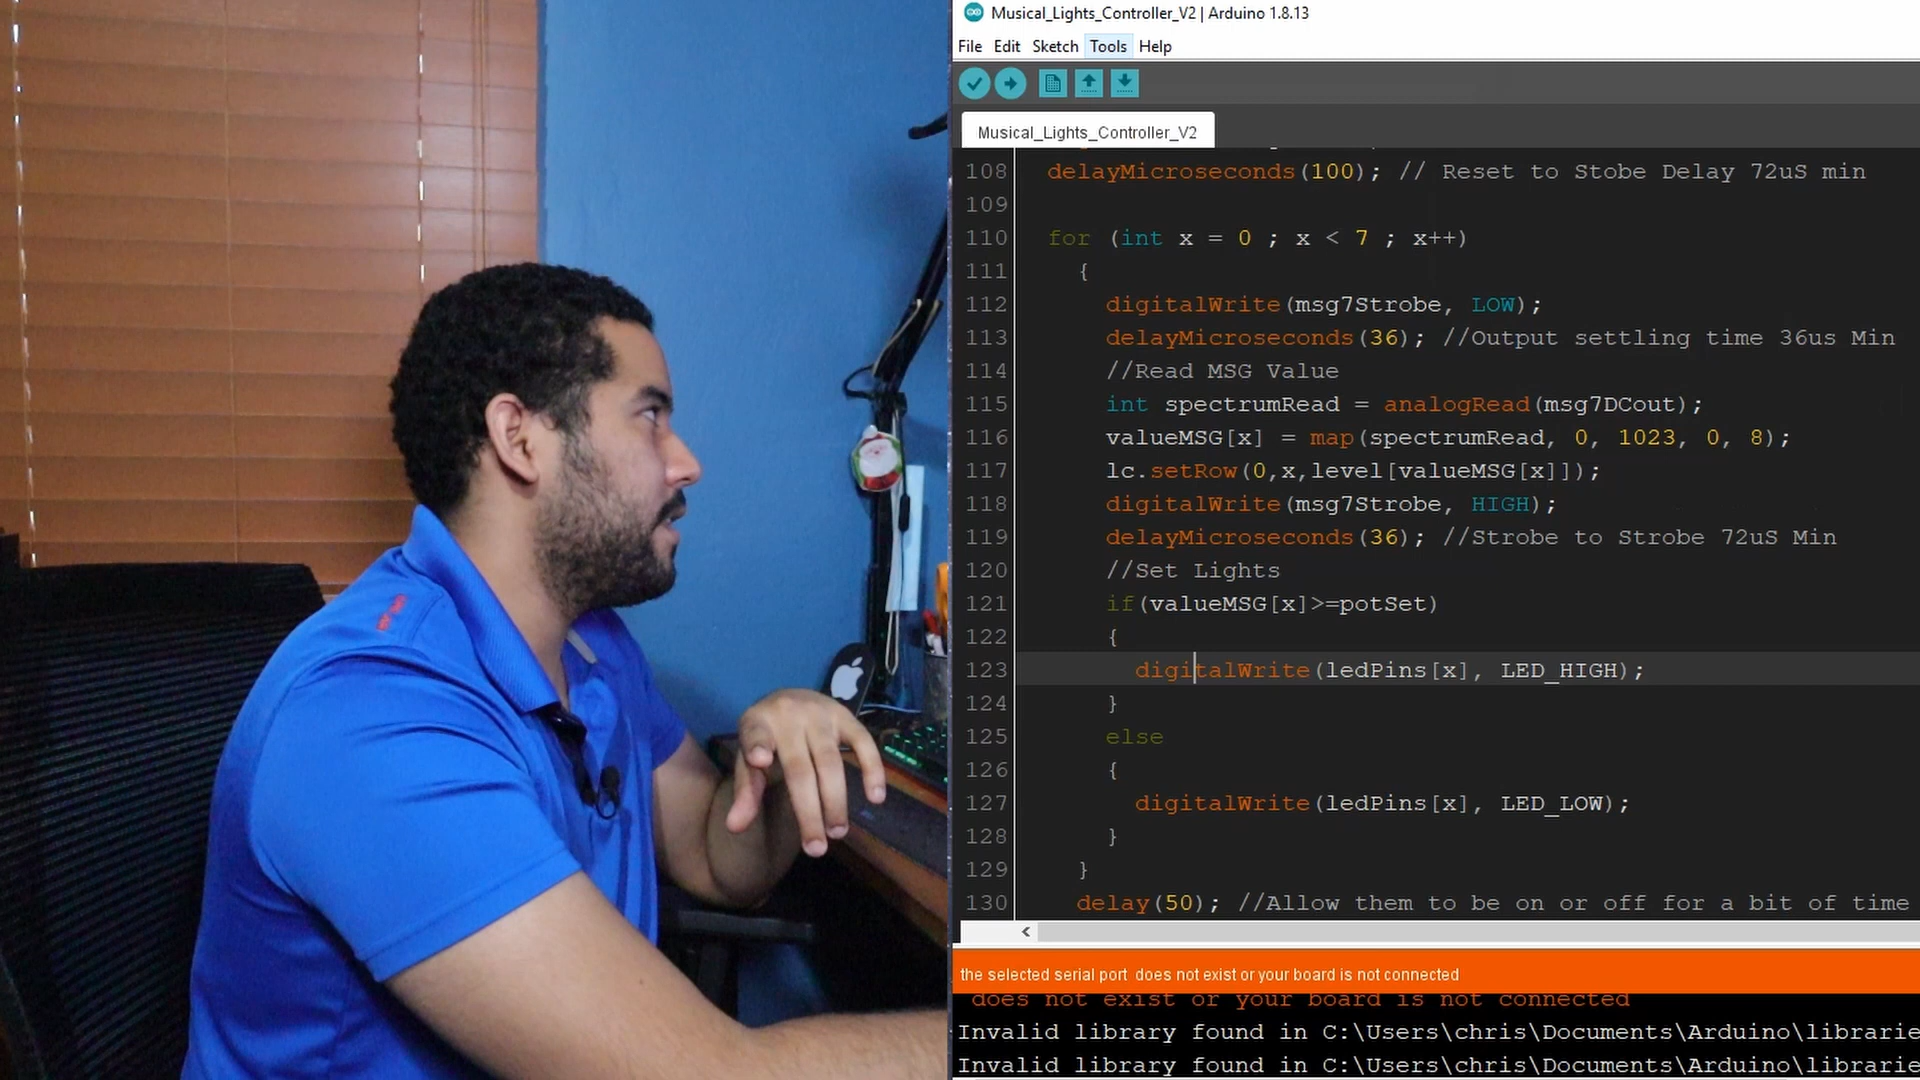 Musical_Lights_Controller_V2 | Arduino 1.8.13
File Edit Sketch Tools Help
Musical_Lights_Controller_V2
108 delayMicroseconds(100); // Reset to Stobe Delay 72uS min
109
110 for (int x = 0 ; x < 7 ; x++)
111 {
112 digitalWrite(msg7Strobe, LOW);
113 delayMicroseconds(36); //Output settling time 36us Min
114 //Read MSG Value
115 int spectrumRead = analogRead(msg7DCout);
116 valueMSG[x] = map(spectrumRead, 0, 1023, 0, 8);
117 lc.setRow(0,x,level[valueMSG[x]]);
118 digitalWrite(msg7Strobe, HIGH);
119 delayMicroseconds(36); //Strobe to Strobe 72uS Min
120 //Set Lights
121 if(valueMSG[x]>=potSet)
122 {
123 digitalWrite(ledPins[x], LED_HIGH);
124 }
125 else
126 {
127 digitalWrite(ledPins[x], LED_LOW);
128 }
129 }
130 delay(50); //Allow them to be on or off for a bit of time
the selected serial port does not exist or your board is not connected
does not exist or your board is not connected
Invalid library found in C:\Users\chris\Documents\Arduino\librarie
Invalid library found in C:\Users\chris\Documents\Arduino\librarie